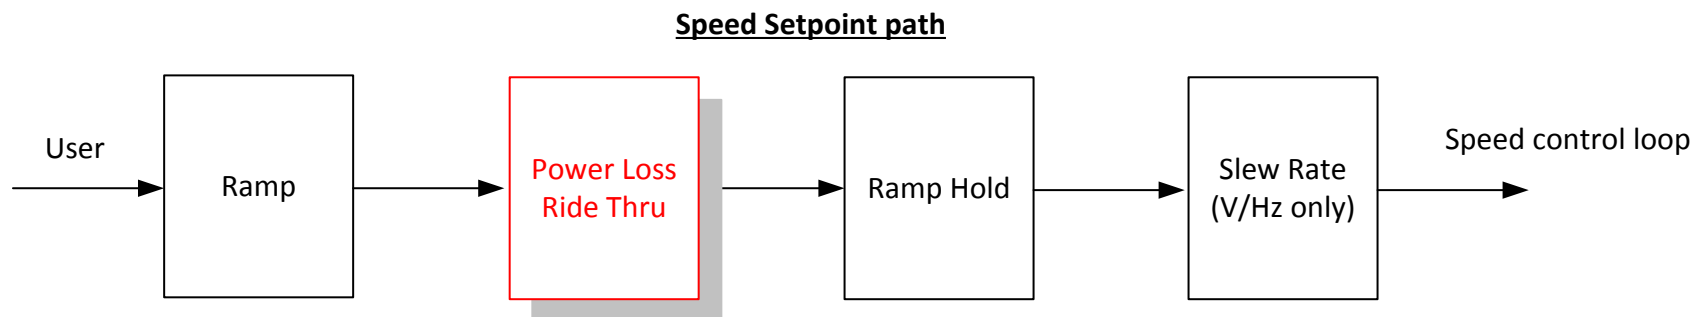 Speed Setpoint path
User
Ramp
Power Loss
Ride Thru
Ramp Hold
Slew Rate
(V/Hz only)
Speed control loop